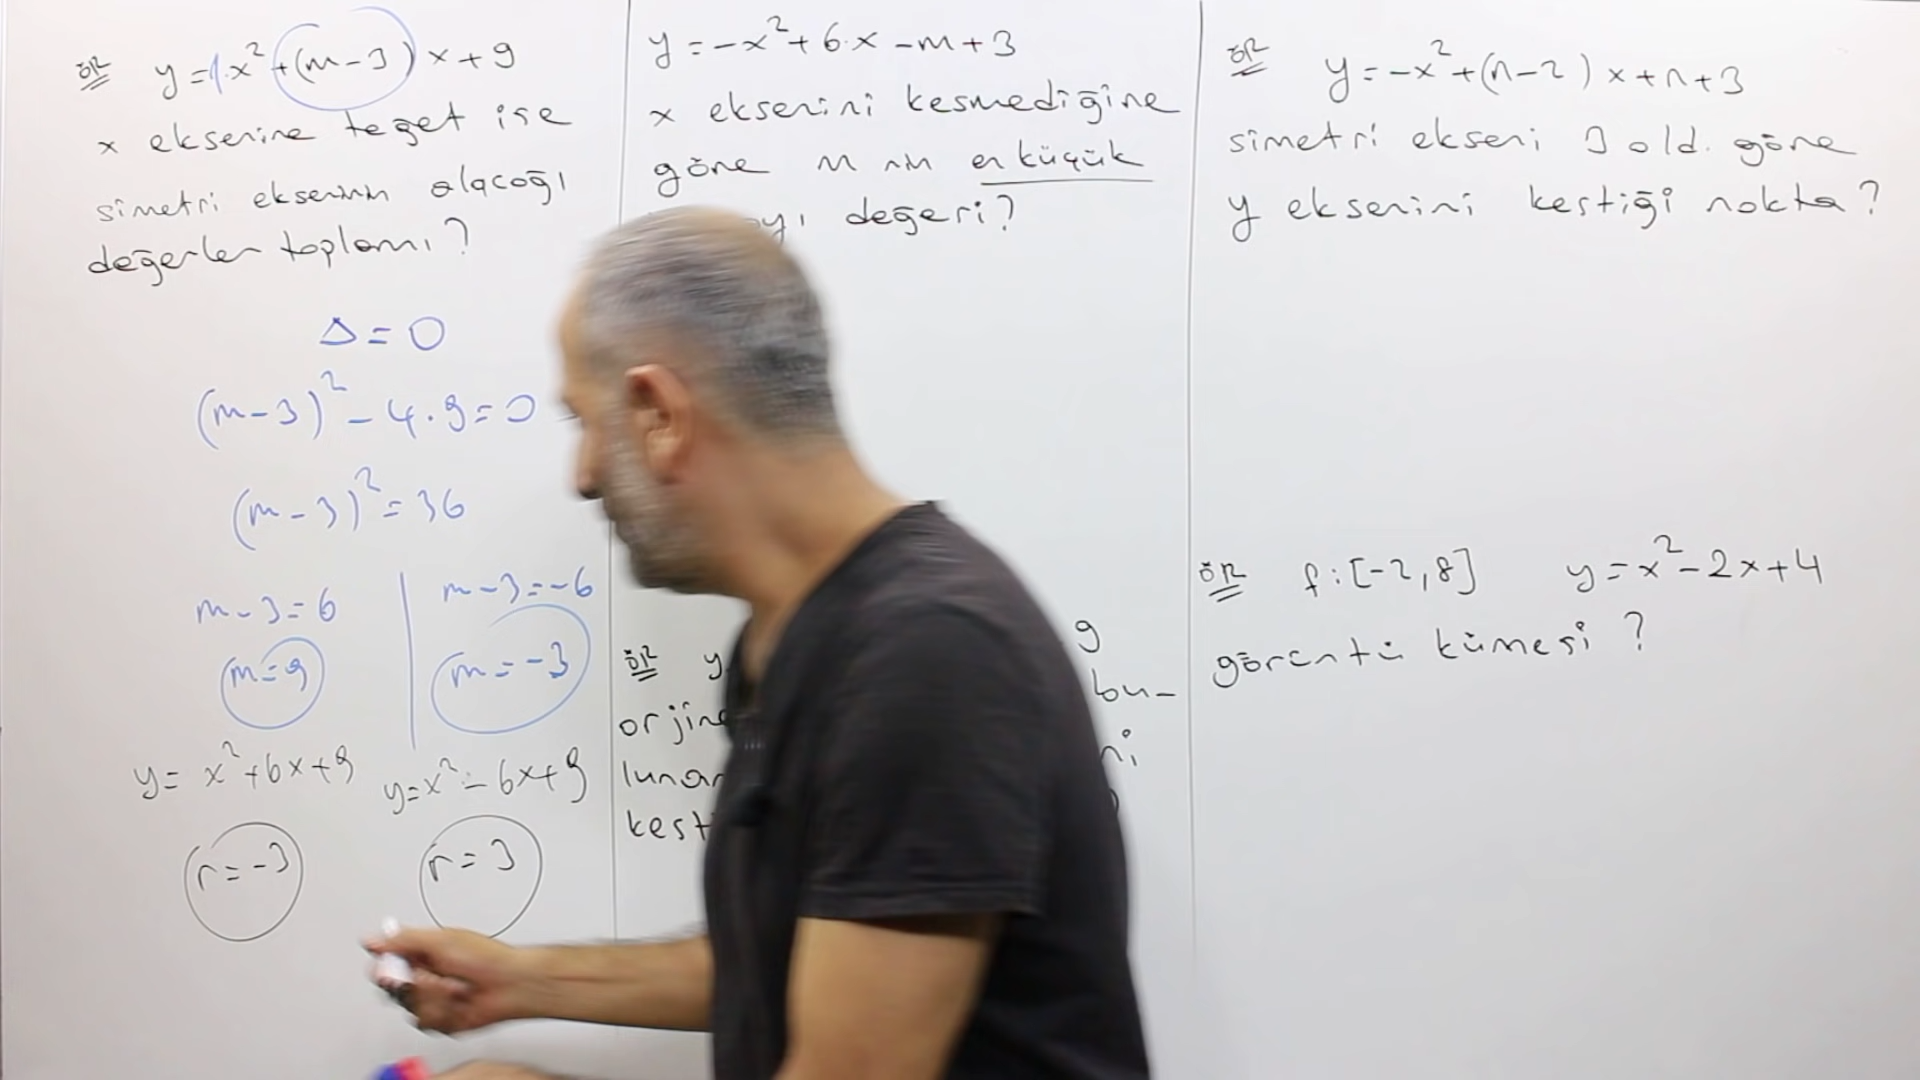 ÖR y=1.x²+(m-3)x+9
x eksenine teğet ise
simetri ekseninin alacağı
değerler toplamı?
Δ=0
(m-3)²-4.9=0
(m-3)²=36
m-3=6
m=9
m-3=-6
m=-3
y=x²+6x+9
r=-3
y=x²-6x+9
r=3
y=-x²+6.x-m+3
x eksenini kesmediğine
göre m nin en küçük
değeri?
ÖR y
9
bu-
ni
ÖR y=-x²+(n-2)x+n+3
simetri ekseni 3 old. göre
y eksenini kestiği nokta?
ÖR f:[-2,8] y=x²-2x+4
görüntü kümesi?